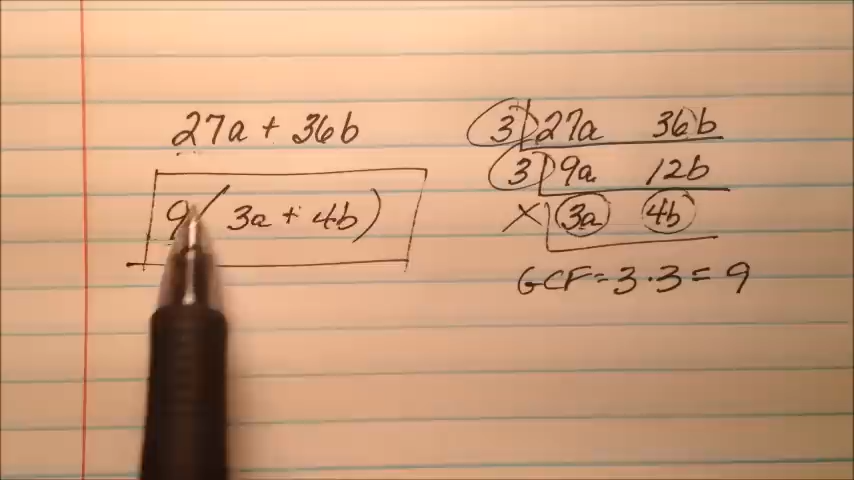 27a + 36b
9(3a + 4b)
3 27a 36b
3 9a 12b
X 3a 4b
GCF = 3 · 3 = 9